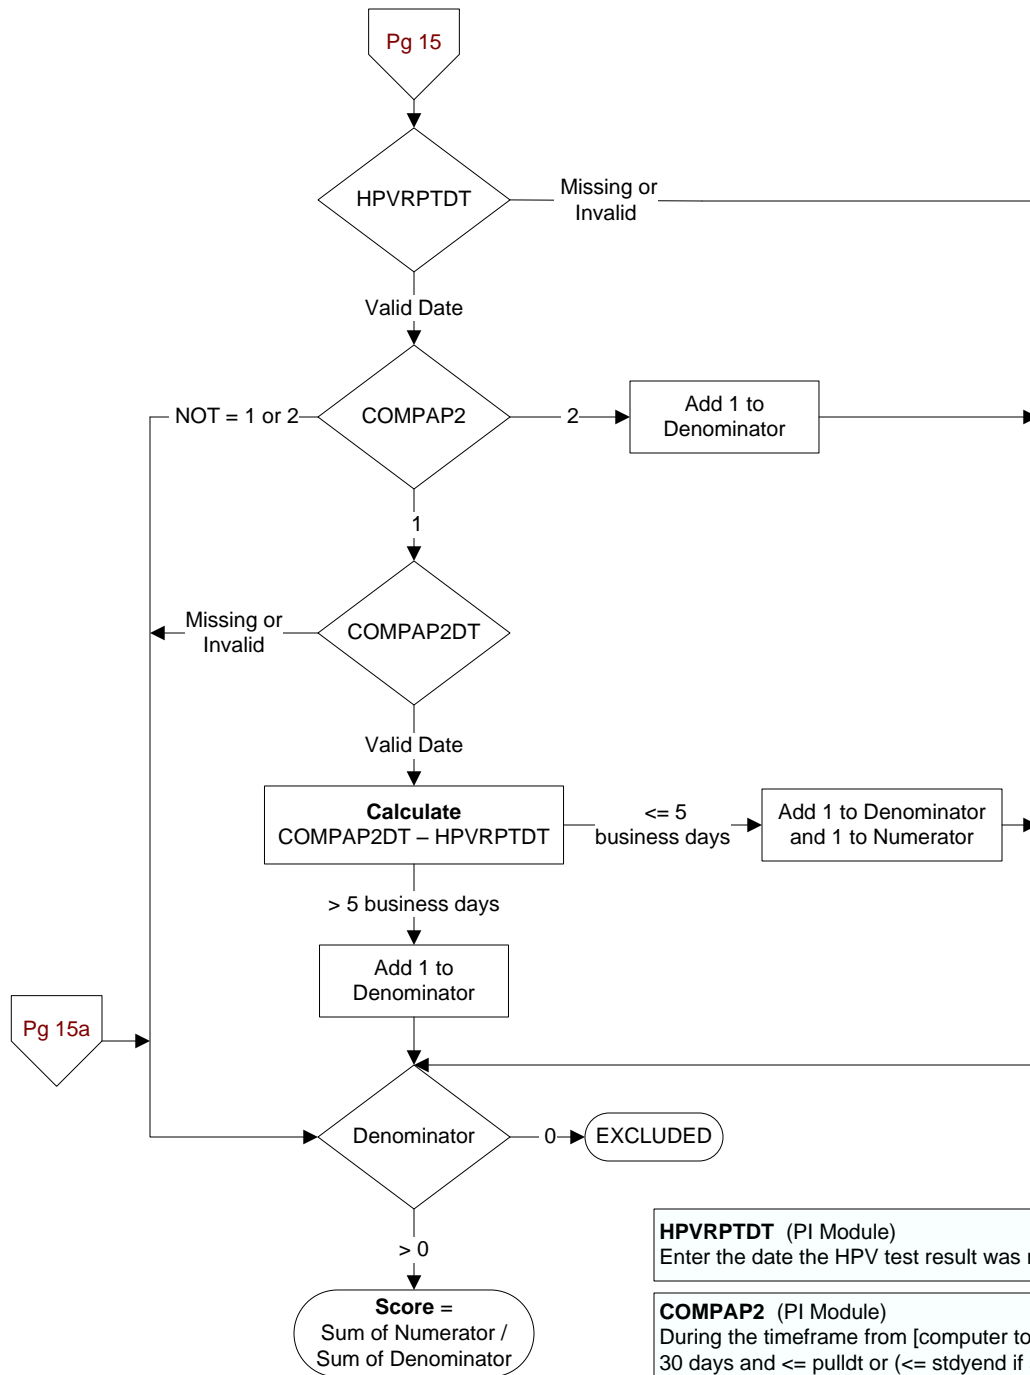 Pg 15
HPVRPTDT
Missing or
Invalid
Valid Date
NOT = 1 or 2
COMPAP2
2
Add 1 to
Denominator
1
Missing or
Invalid
COMPAP2DT
Valid Date
Calculate
COMPAP2DT – HPVRPTDT
<= 5
business days
Add 1 to Denominator
and 1 to Numerator
> 5 business days
Add 1 to
Denominator
Pg 15a
Denominator
0
EXCLUDED
> 0
Score =
Sum of Numerator /
Sum of Denominator
HPVRPTDT (PI Module)
Enter the date the HPV test result was
COMPAP2 (PI Module)
During the timeframe from [computer to
30 days and <= pulldt or (<= stdyend if